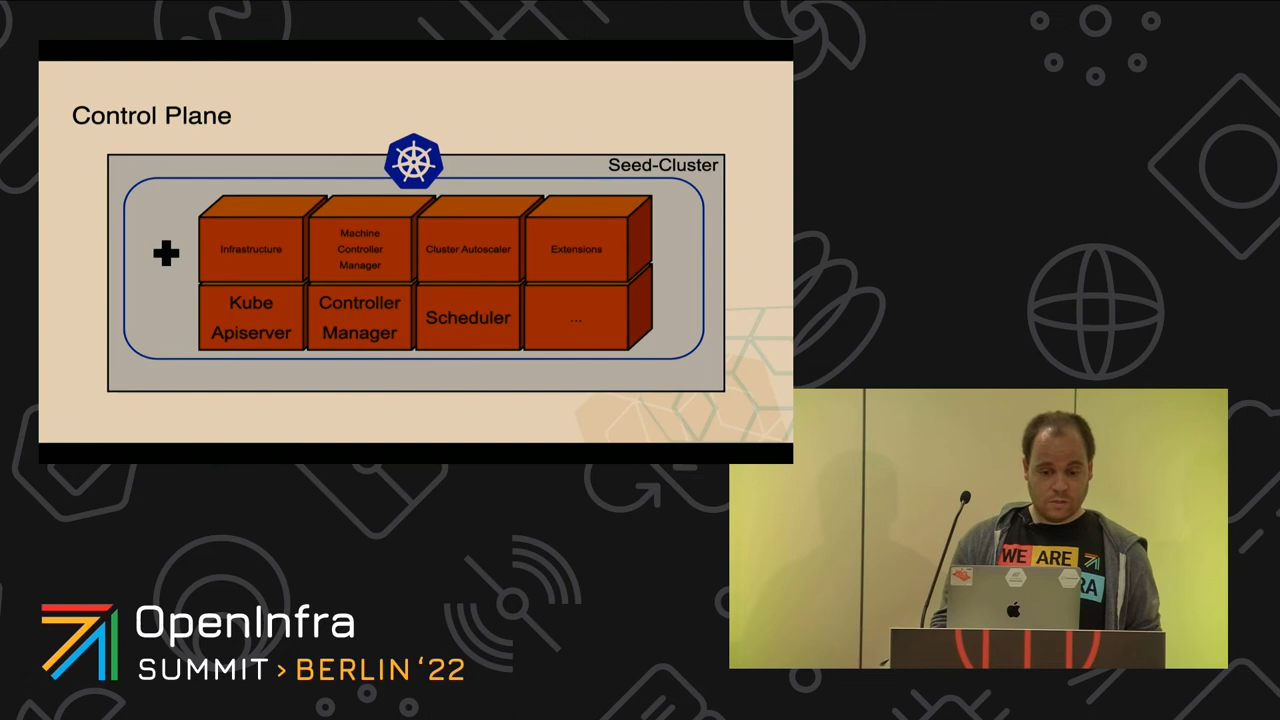 Control Plane
Seed-Cluster
Infrastructure
Machine
Controller
Manager
Cluster Autoscaler
Extensions
Kube
Apiserver
Controller
Manager
Scheduler
...
WE ARE
RA
OpenInfra
SUMMIT > BERLIN '22